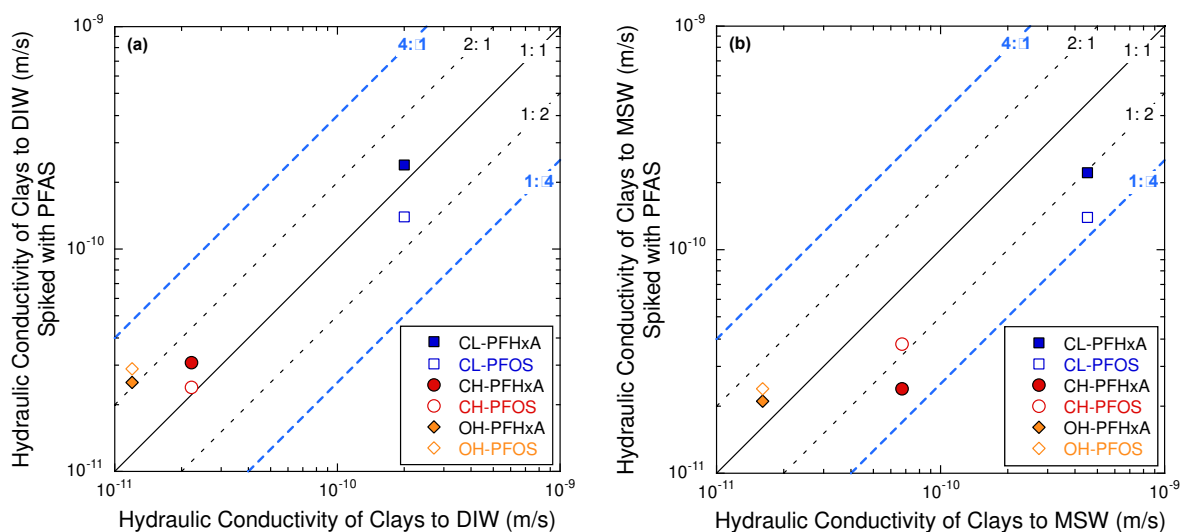 Hydraulic Conductivity of Clays to DIW (m/s)
Spiked with PFAS
10⁻⁹
10⁻¹⁰
10⁻¹¹
(a)
4:1
2:1
1:1
1:2
1:4
CL-PFHxA
CL-PFOS
CH-PFHxA
CH-PFOS
OH-PFHxA
OH-PFOS
10⁻¹¹ 10⁻¹⁰ 10⁻⁹
Hydraulic Conductivity of Clays to DIW (m/s)
Hydraulic Conductivity of Clays to MSW (m/s)
Spiked with PFAS
10⁻⁹
10⁻¹⁰
10⁻¹¹
(b)
4:1
2:1
1:1
1:2
1:4
CL-PFHxA
CL-PFOS
CH-PFHxA
CH-PFOS
OH-PFHxA
OH-PFOS
10⁻¹¹ 10⁻¹⁰ 10⁻⁹
Hydraulic Conductivity of Clays to MSW (m/s)